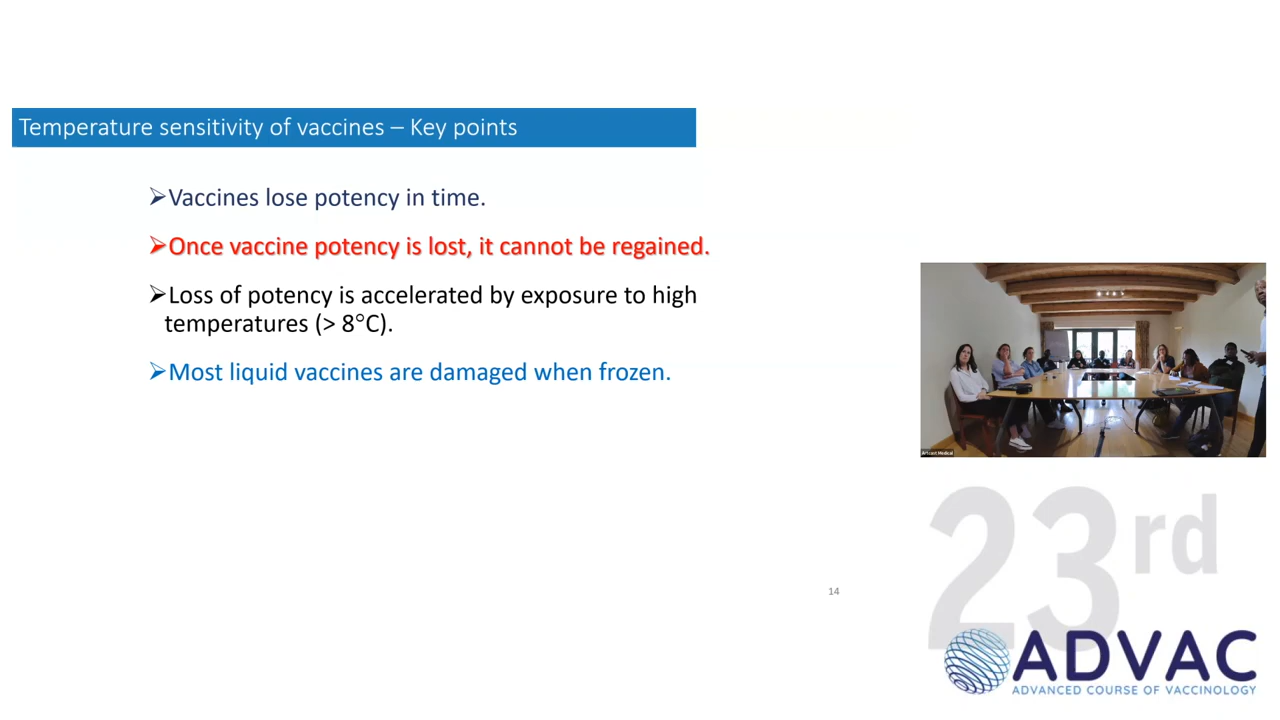 Temperature sensitivity of vaccines – Key points
➢Vaccines lose potency in time.
➢Once vaccine potency is lost, it cannot be regained.
➢Loss of potency is accelerated by exposure to high
temperatures (> 8°C).
➢Most liquid vaccines are damaged when frozen.
Artcast Medical
14
23rd
ADVAC
ADVANCED COURSE OF VACCINOLOGY